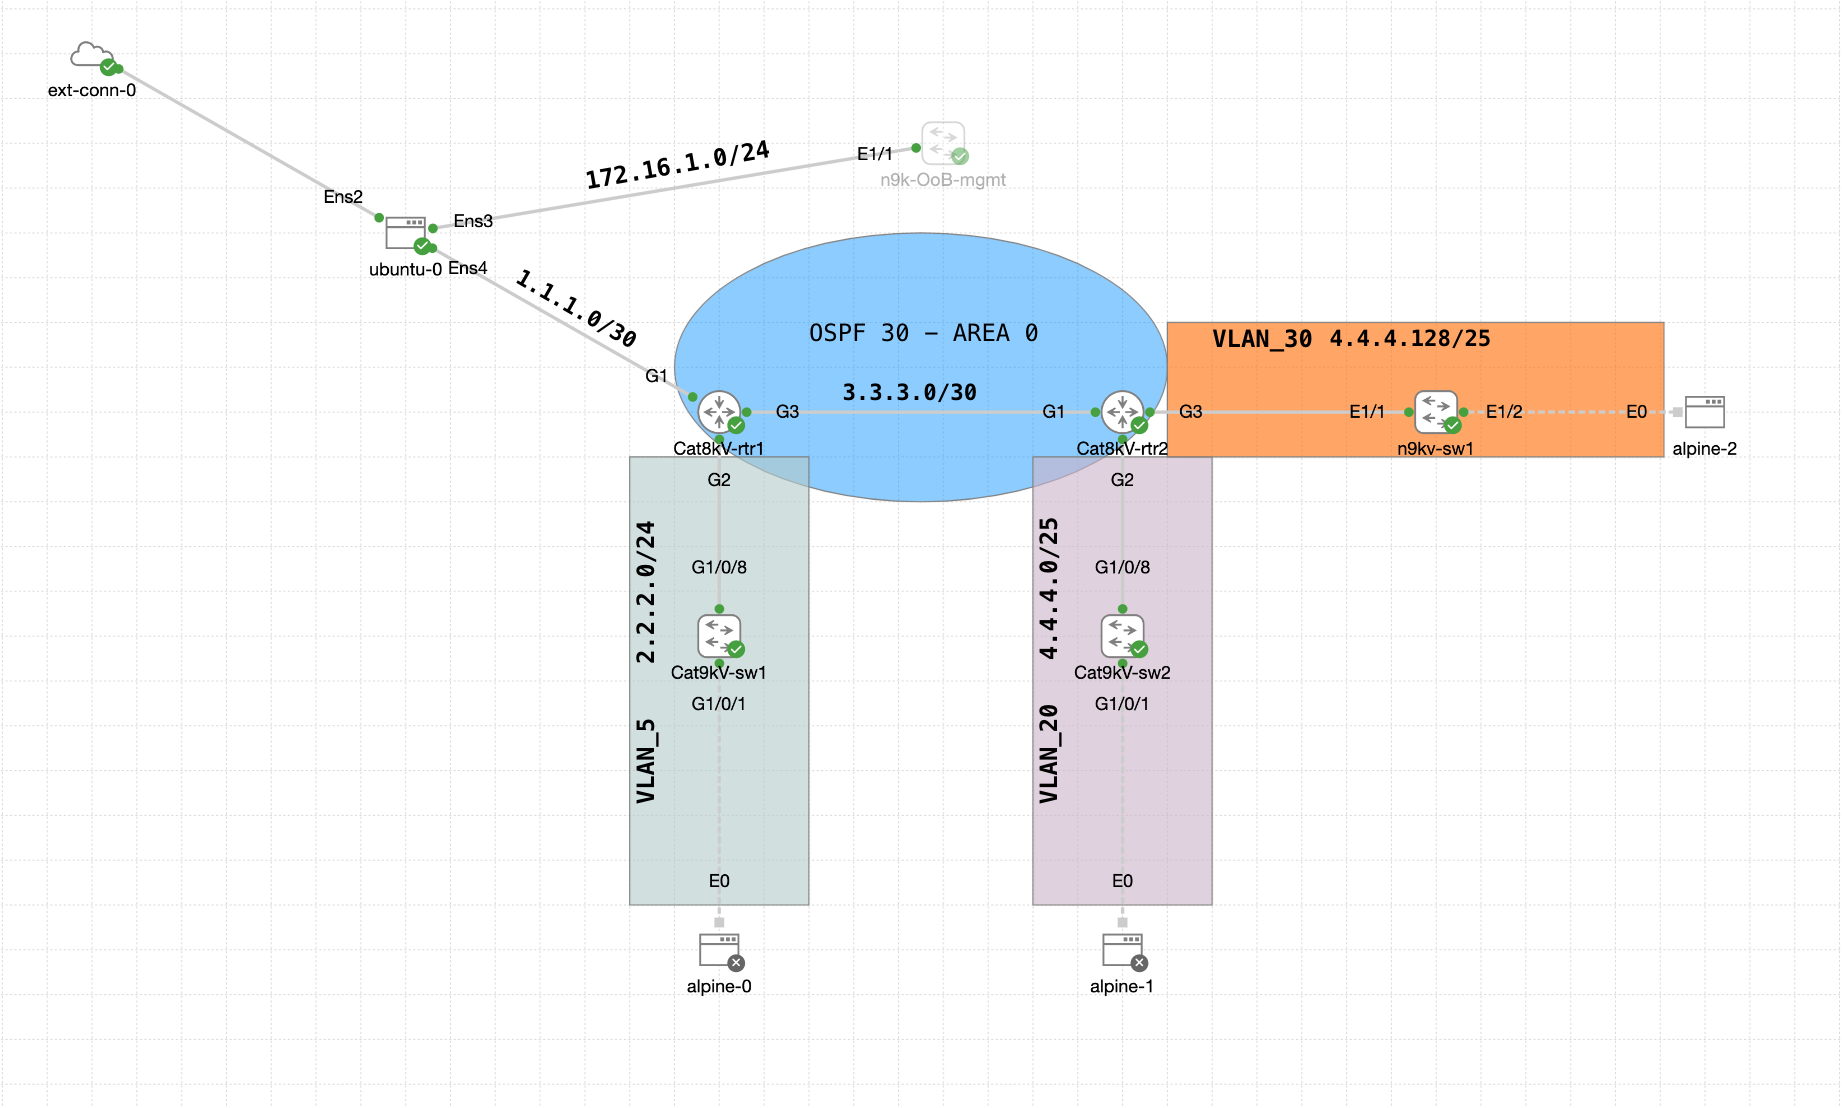 ext-conn-0
172.16.1.0/24
E1/1
n9k-OoB-mgmt
Ens2
Ens3
ubuntu-0
Ens4
1.1.1.0/30
OSPF 30 – AREA 0
VLAN_30 4.4.4.128/25
G1
3.3.3.0/30
G3
G1
G3
E1/1
E1/2
E0
Cat8kV-rtr1
Cat8kV-rtr2
n9kv-sw1
alpine-2
G2
G2
2.2.2.0/24
4.4.4.0/25
G1/0/8
G1/0/8
Cat9kV-sw1
Cat9kV-sw2
G1/0/1
G1/0/1
VLAN_5
VLAN_20
E0
E0
alpine-0
alpine-1